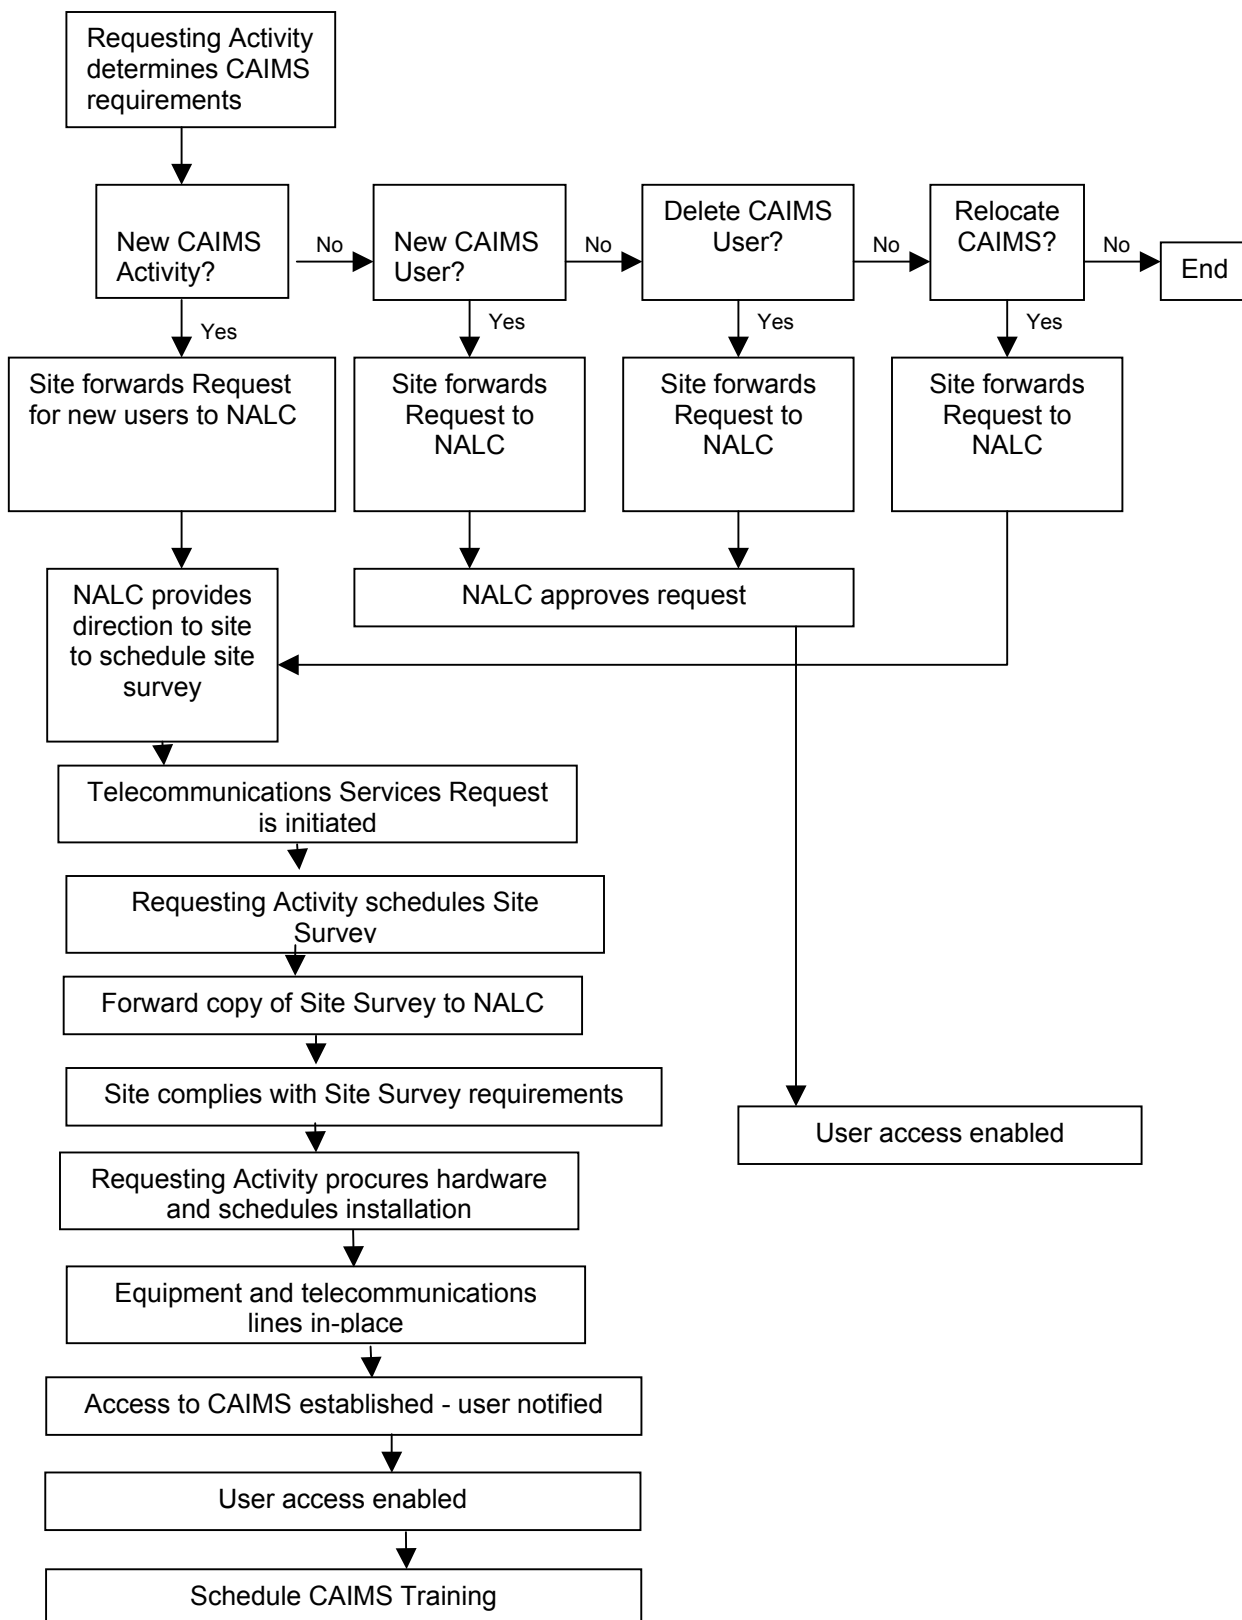 Requesting Activity
determines CAIMS
requirements
New CAIMS
Activity?
No
New CAIMS
User?
No
Delete CAIMS
User?
No
Relocate
CAIMS?
No
End
Yes
Yes
Yes
Yes
Site forwards Request
for new users to NALC
Site forwards
Request to
NALC
Site forwards
Request to
NALC
Site forwards
Request to
NALC
NALC provides
direction to site
to schedule site
survey
NALC approves request
Telecommunications Services Request
is initiated
Requesting Activity schedules Site
Survey
Forward copy of Site Survey to NALC
Site complies with Site Survey requirements
User access enabled
Requesting Activity procures hardware
and schedules installation
Equipment and telecommunications
lines in-place
Access to CAIMS established - user notified
User access enabled
Schedule CAIMS Training